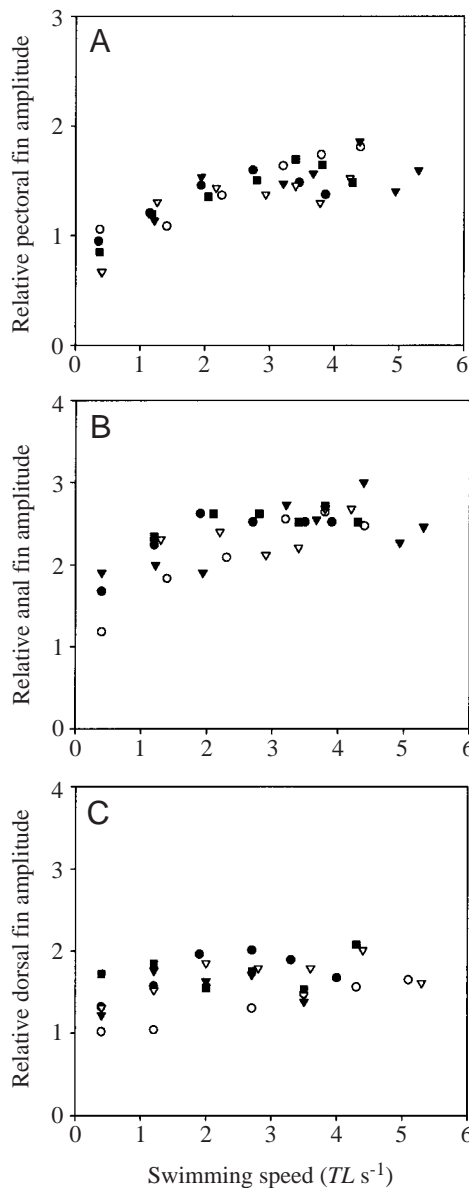 A
Relative pectoral fin amplitude
3
2
1
0
0 1 2 3 4 5 6
B
Relative anal fin amplitude
4
3
2
1
0
0 1 2 3 4 5 6
C
Relative dorsal fin amplitude
4
3
2
1
0
0 1 2 3 4 5 6
Swimming speed (TL s⁻¹)